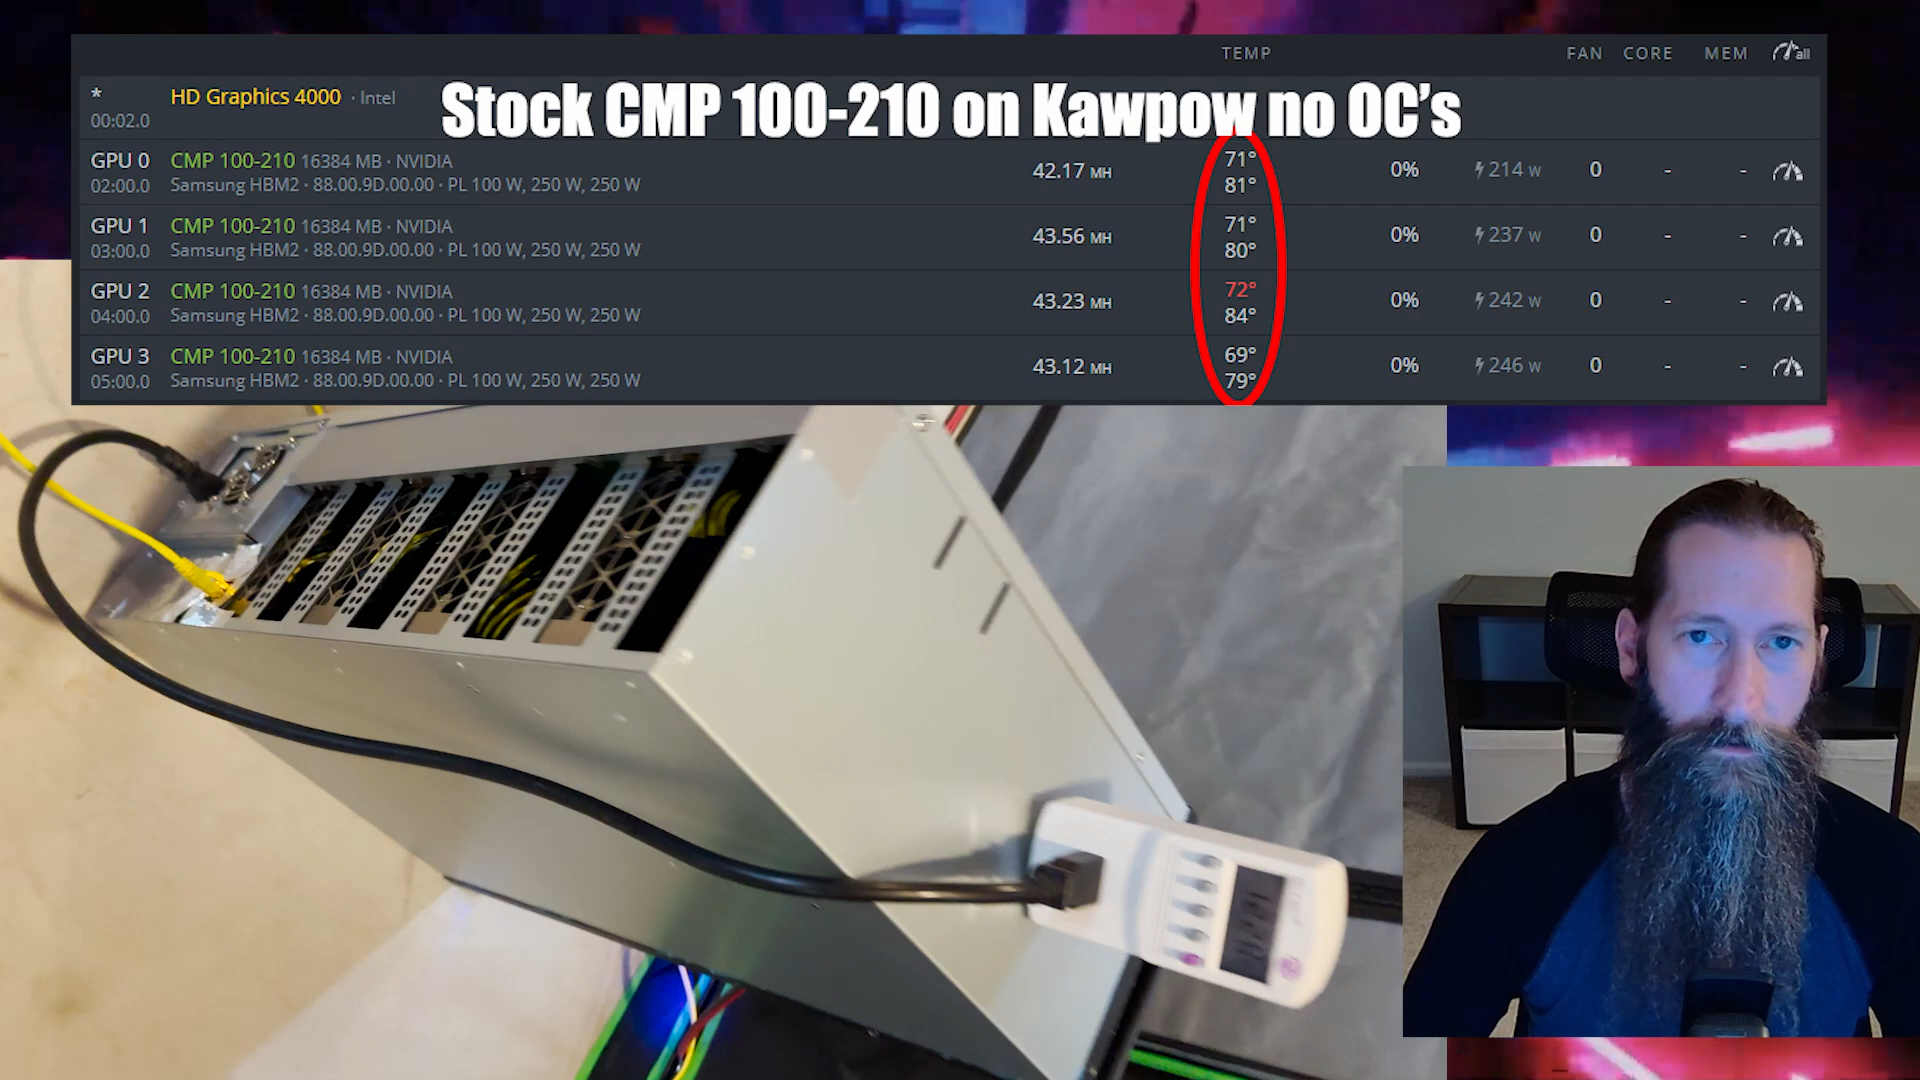 TEMP FAN CORE MEM all
* HD Graphics 4000 · Intel
00:02.0
Stock CMP 100-210 on Kawpow no OC's
GPU 0 CMP 100-210 16384 MB · NVIDIA 42.17 MH 71° 0% 214 W 0 - -
02:00.0 Samsung HBM2 · 88.00.9D.00.00 · PL 100 W, 250 W, 250 W 81°
GPU 1 CMP 100-210 16384 MB · NVIDIA 43.56 MH 71° 0% 237 W 0 - -
03:00.0 Samsung HBM2 · 88.00.9D.00.00 · PL 100 W, 250 W, 250 W 80°
GPU 2 CMP 100-210 16384 MB · NVIDIA 43.23 MH 72° 0% 242 W 0 - -
04:00.0 Samsung HBM2 · 88.00.9D.00.00 · PL 100 W, 250 W, 250 W 84°
GPU 3 CMP 100-210 16384 MB · NVIDIA 43.12 MH 69° 0% 246 W 0 - -
05:00.0 Samsung HBM2 · 88.00.9D.00.00 · PL 100 W, 250 W, 250 W 79°